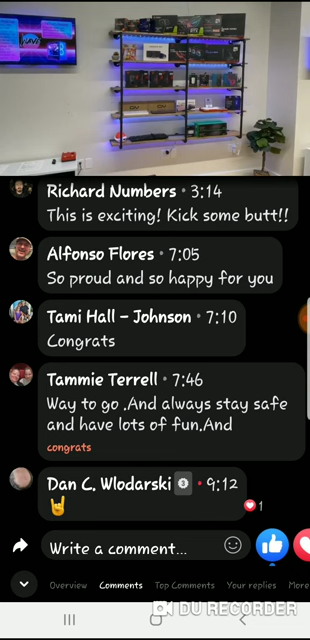 Richard Numbers • 3:14
This is exciting! Kick some butt!!
Alfonso Flores • 7:05
So proud and so happy for you
Tami Hall - Johnson • 7:10
Congrats
Tammie Terrell • 7:46
Way to go .And always stay safe
and have lots of fun.And
congrats
Dan C. Wlodarski • 9:12
🤘
1
Write a comment...
Overview Comments Top Comments Your replies More
DU RECORDER